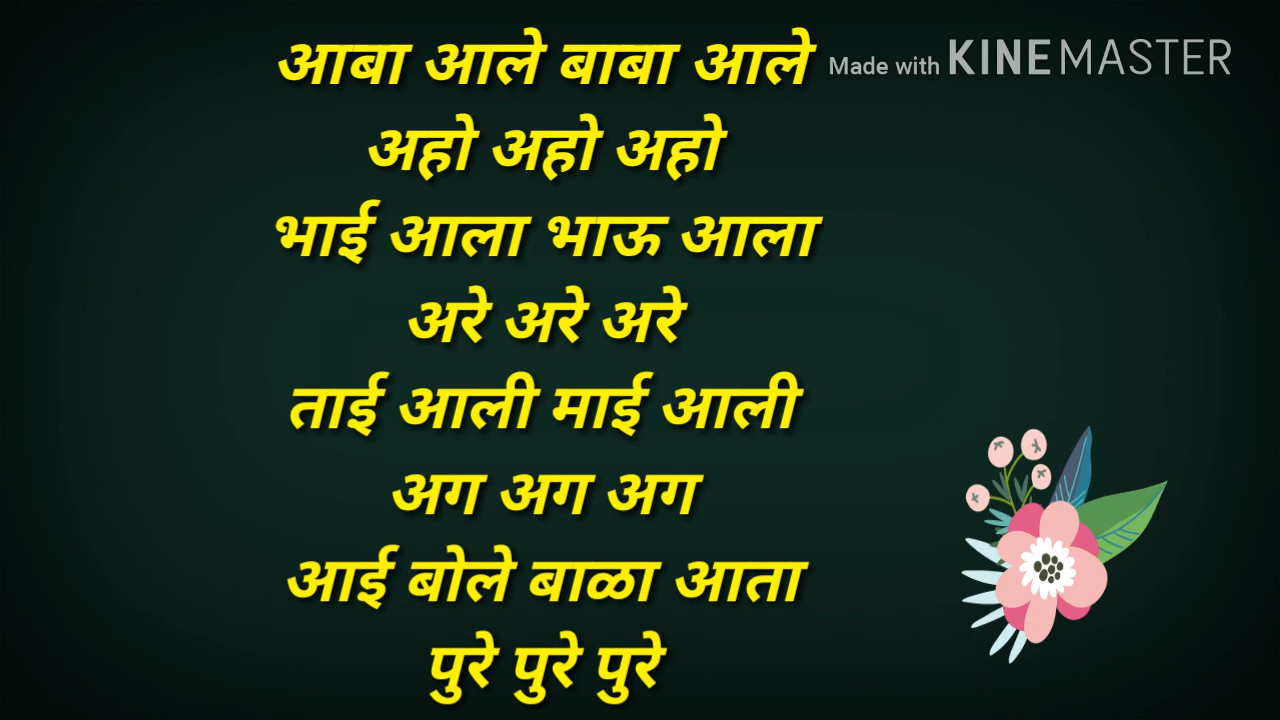 आबा आले बाबा आले
Made with KINEMASTER
अहो अहो अहो
भाई आला भाऊ आला
अरे अरे अरे
ताई आली माई आली
अग अग अग
आई बोले बाळा आता
पुरे पुरे पुरे